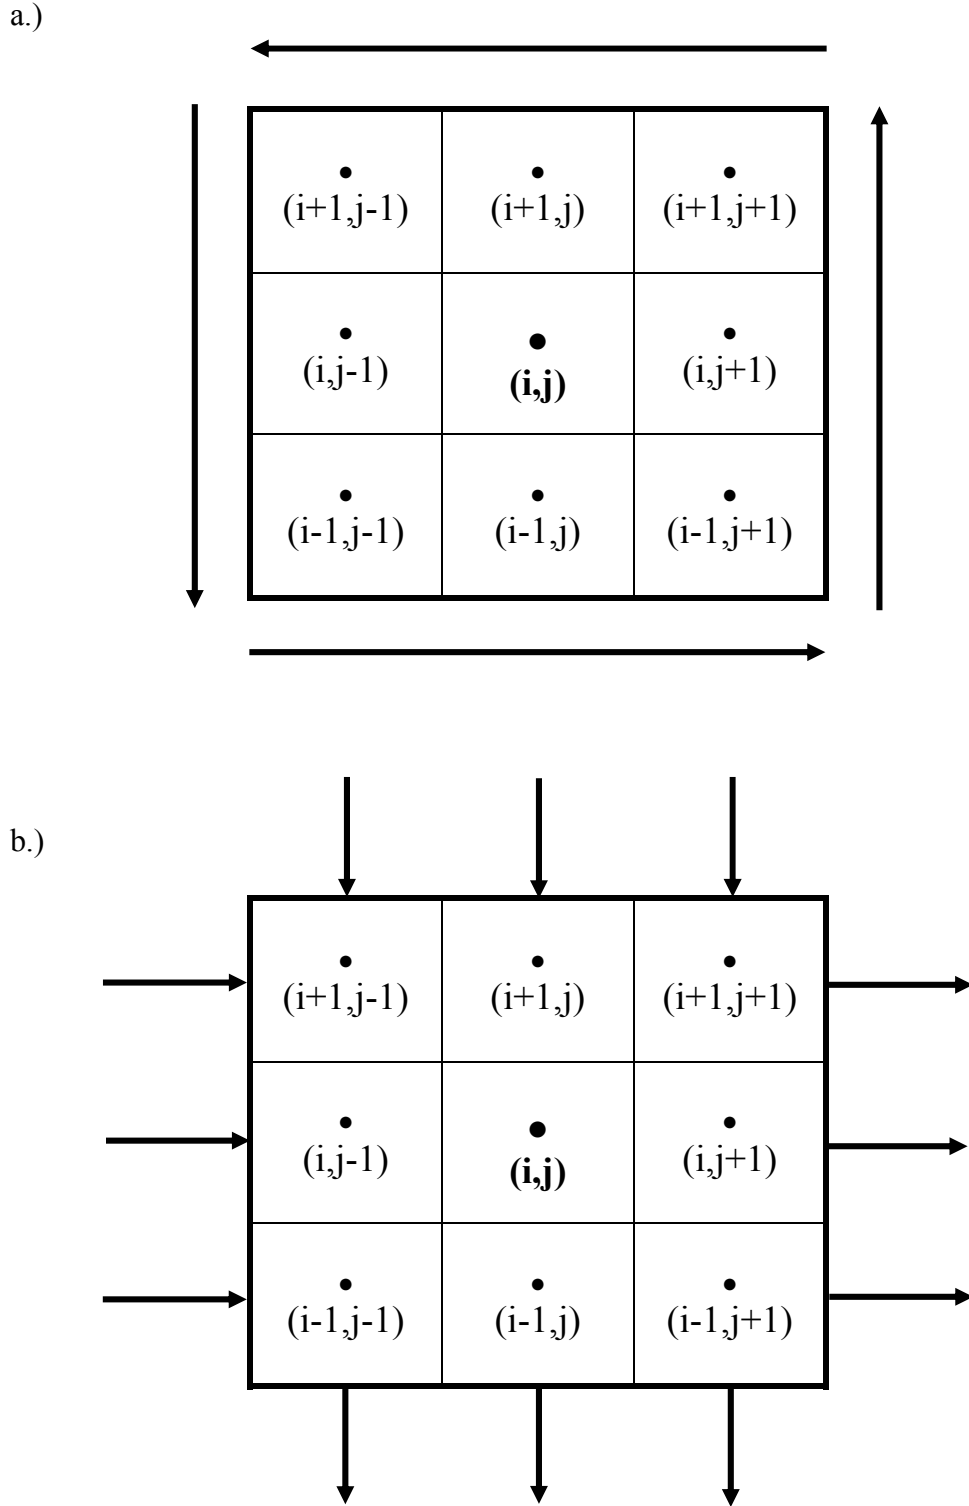 a.)
(i+1,j-1) (i+1,j) (i+1,j+1)
(i,j-1) (i,j) (i,j+1)
(i-1,j-1) (i-1,j) (i-1,j+1)
b.)
(i+1,j-1) (i+1,j) (i+1,j+1)
(i,j-1) (i,j) (i,j+1)
(i-1,j-1) (i-1,j) (i-1,j+1)